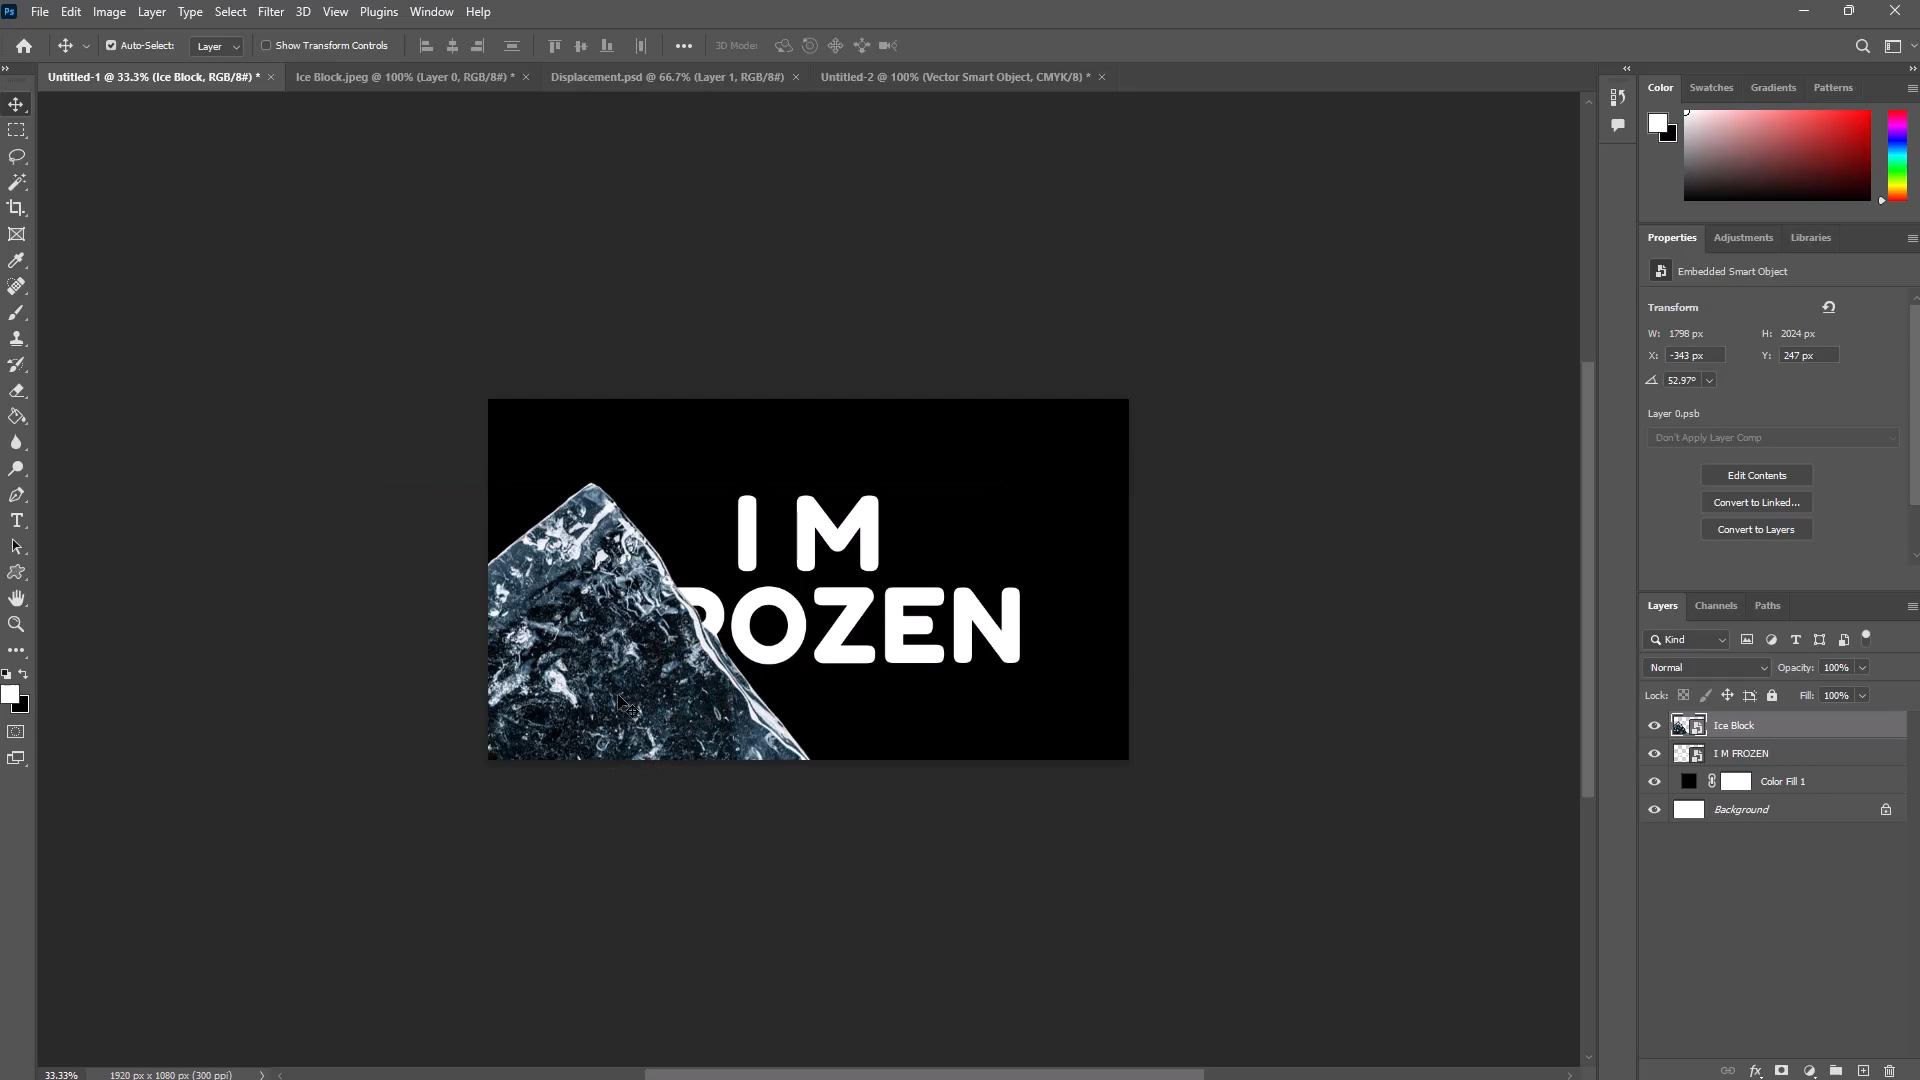 Ps File Edit Image Layer Type Select Filter 3D View Plugins Window Help
Auto-Select: Layer Show Transform Controls 3D Mode:
Untitled-1 @ 33.3% (Ice Block, RGB/8#) * Ice Block.jpeg @ 100% (Layer 0, RGB/8#) * Displacement.psd @ 66.7% (Layer 1, RGB/8#) Untitled-2 @ 100% (Vector Smart Object, CMYK/8) *
Color Swatches Gradients Patterns
Properties Adjustments Libraries
Embedded Smart Object
Transform
W: 1798 px H: 2024 px
X: -343 px Y: 247 px
52.97°
Layer 0.psb
Don't Apply Layer Comp
Edit Contents
Convert to Linked...
Convert to Layers
I M
ROZEN
Layers Channels Paths
Kind
Normal Opacity: 100%
Lock: Fill: 100%
Ice Block
I M FROZEN
Color Fill 1
Background
fx
33.33% 1920 px x 1080 px (300 ppi)